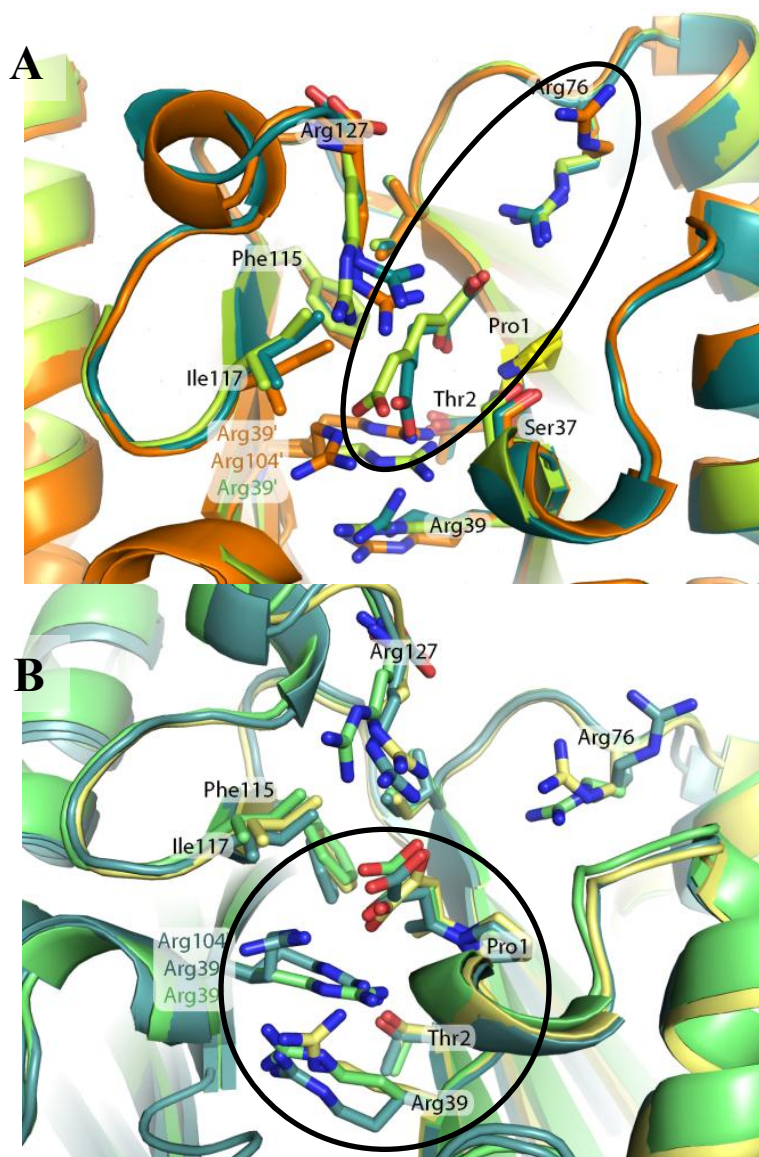 A
Arg76
Arg127
Phe115
Pro1
Ile117
Thr2
Ser37
Arg39'
Arg104'
Arg39'
Arg39
B
Arg127
Arg76
Phe115
Ile117
Arg104'
Arg39
Pro1
Arg39
Thr2
Arg39